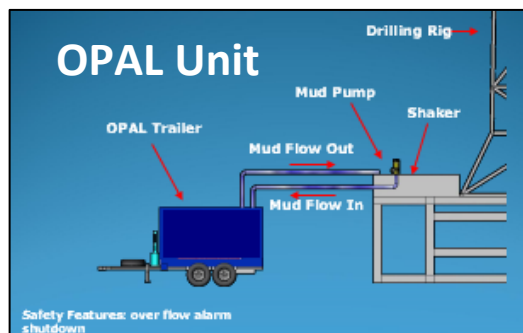 OPAL Unit
Drilling Rig
Mud Pump
Shaker
OPAL Trailer
Mud Flow Out
Mud Flow In
Safety Features: over flow alarm
shutdown